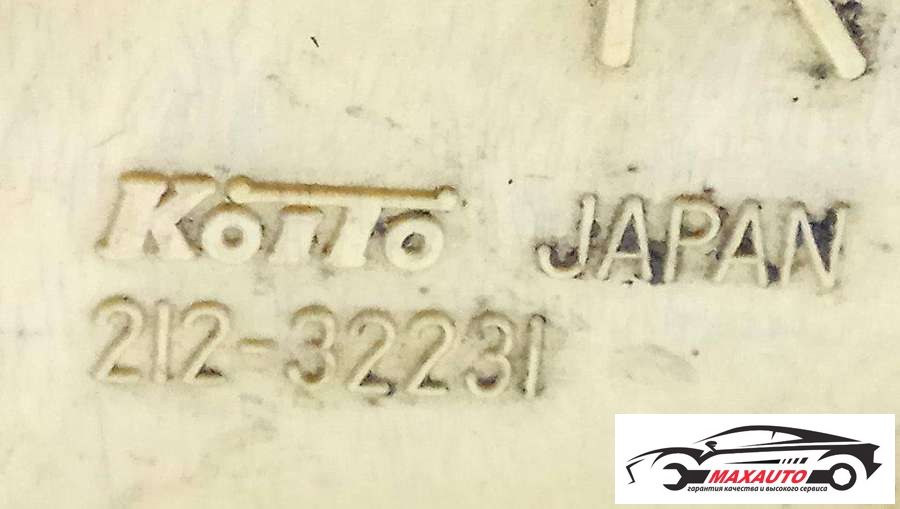 Koito JAPAN
212-32231
MAXAUTO
гарантия качества и высокого сервиса